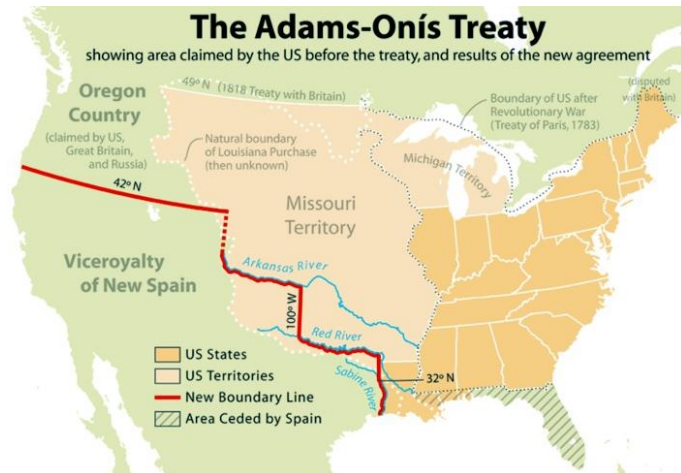 The Adams-Onís Treaty
showing area claimed by the US before the treaty, and results of the new agreement
Oregon
Country
(claimed by US,
Great Britain,
and Russia)
49º N (1818 Treaty with Britain)
Natural boundary
of Louisiana Purchase
(then unknown)
Boundary of US after
Revolutionary War
(Treaty of Paris, 1783)
(disputed
with Britain)
Michigan Territory
42º N
Missouri
Territory
Viceroyalty
of New Spain
Arkansas River
100º W
Red River
Sabine River
32º N
US States
US Territories
New Boundary Line
Area Ceded by Spain